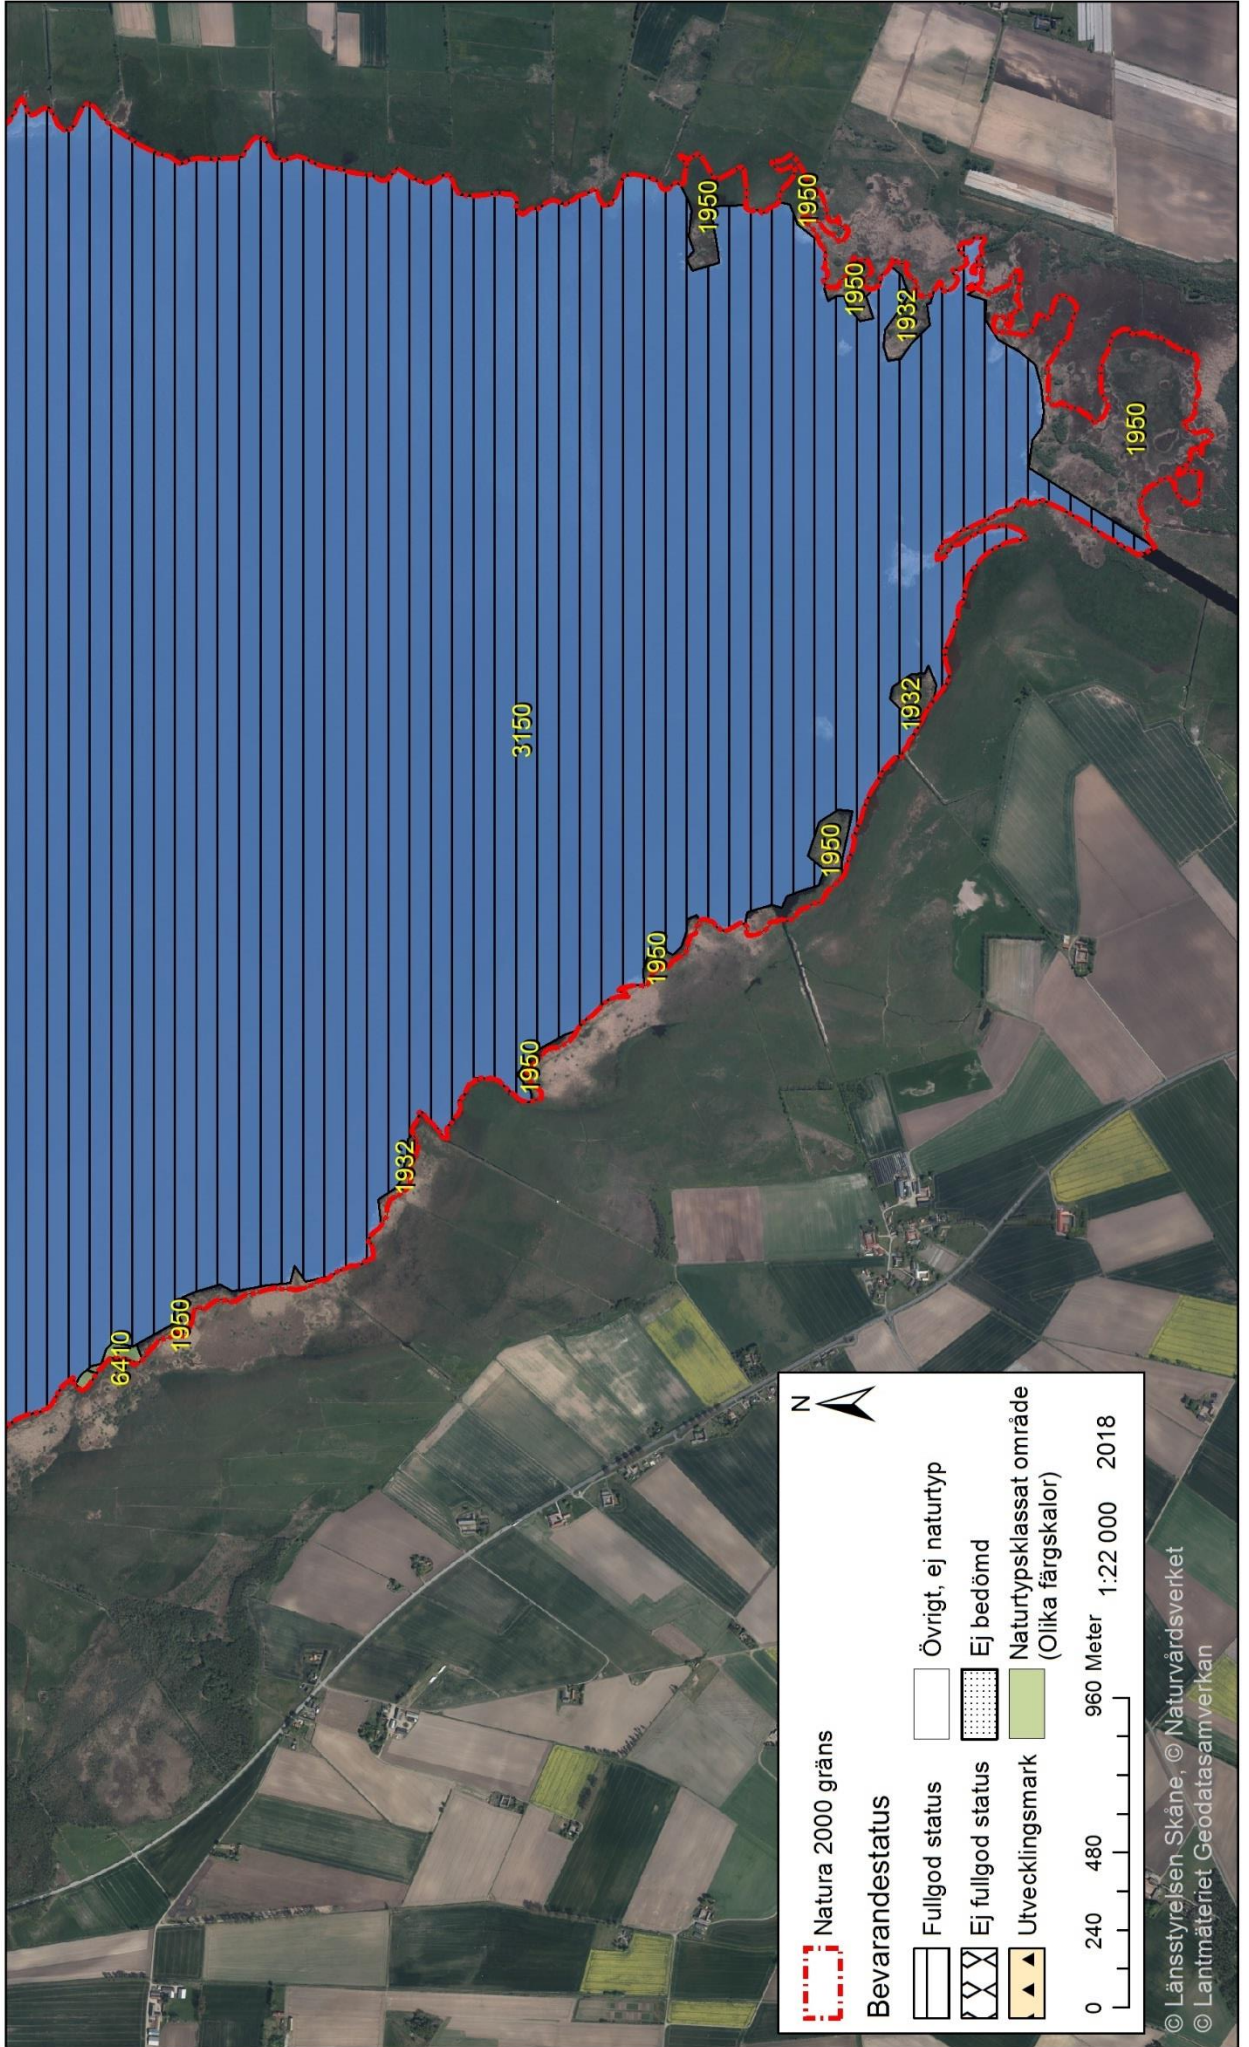 6410
1950
1932
3150
1950
1950
1950
1950
1950
1950
1932
1932
1950
N
Natura 2000 gräns
Bevarandestatus
Fullgod status
Övrigt, ej naturtyp
Ej fullgod status
Ej bedömd
Utvecklingsmark
Naturtypsklassat område
(Olika färgskalor)
0 240 480 960 Meter
1:22 000 2018
© Länsstyrelsen Skåne, © Naturvårdsverket
© Lantmäteriet Geodatasamverkan